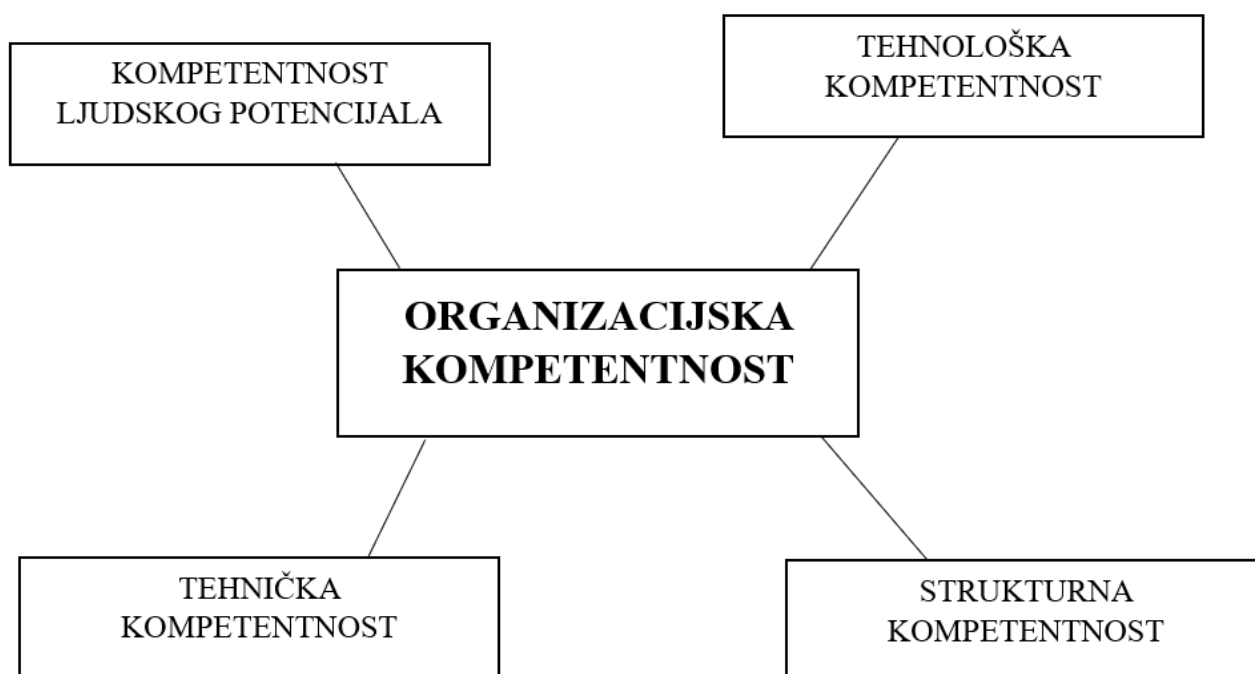 KOMPETENTNOST
LJUDSKOG POTENCIJALA
TEHNOLOŠKA
KOMPETENTNOST
ORGANIZACIJSKA
KOMPETENTNOST
TEHNIČKA
KOMPETENTNOST
STRUKTURNA
KOMPETENTNOST